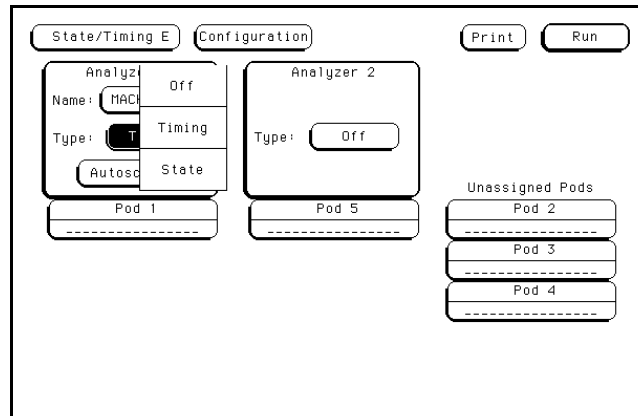 State/Timing E Configuration Print Run
Analyz
Name: MAC
Type: T
Autosc
Off
Timing
State
Analyzer 2
Type: Off
Unassigned Pods
Pod 1
----------------
Pod 5
----------------
Pod 2
----------------
Pod 3
----------------
Pod 4
----------------